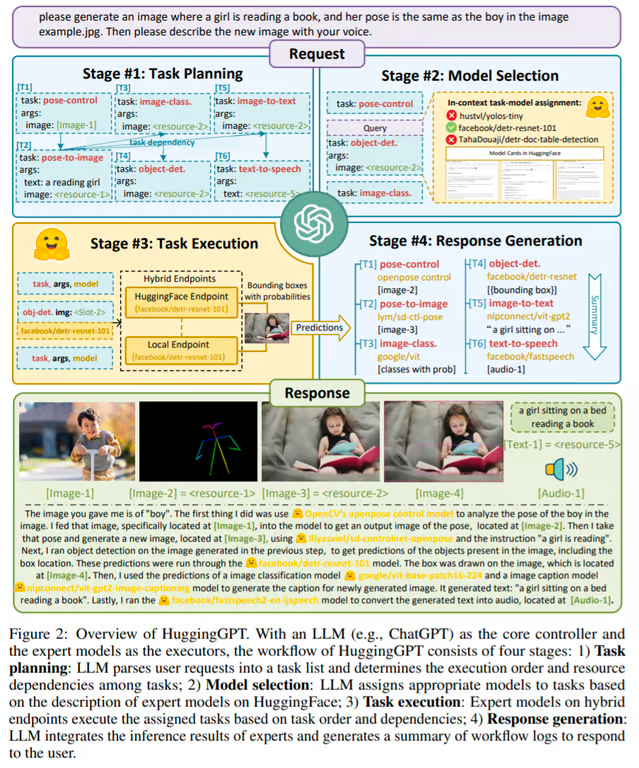 please generate an image where a girl is reading a book, and her pose is the same as the boy in the image
example.jpg. Then please describe the new image with your voice.
Request
Stage #1: Task Planning
[T1]
task: pose-control
args:
image: [Image-1]
[T3]
task: image-class.
args:
image: <resource-2>
[T5]
task: image-to-text
args:
image: <resource-2>
task dependency
[T2]
task: pose-to-image
args:
text: a reading girl
image: <resource-1>
[T4]
task: object-det.
args:
image: <resource-2>
[T6]
task: text-to-speech
args:
text: <resource-5>
Stage #2: Model Selection
task: pose-control
Query
task: object-det.
args:
image: <resource-2>
task: image-class.
In-context task-model assignment:
hustvl/yolos-tiny
facebook/detr-resnet-101
TahaDouaji/detr-doc-table-detection
Model Cards in HuggingFace
Stage #3: Task Execution
task, args, model
obj-det. img: <Slot-2>
facebook/detr-resnet-101
task, args, model
Hybrid Endpoints
HuggingFace Endpoint
(facebook/detr-resnet-101)
Local Endpoint
(facebook/detr-resnet-101)
Bounding boxes
with probabilities
Predictions
Stage #4: Response Generation
[T1] pose-control
openpose control
[image-2]
[T2] pose-to-image
lym/sd-ctl-pose
[image-3]
[T3] image-class.
google/vit
[classes with prob]
[T4] object-det.
facebook/detr-resnet
[{bounding box}]
[T5] image-to-text
nlpconnect/vit-gpt2
“a girl sitting on ...”
[T6] text-to-speech
facebook/fastspeech
[audio-1]
Summary
Response
a girl sitting on a bed
reading a book
[Text-1] = <resource-5>
[Image-1]
[Image-2] = <resource-1>
[Image-3] = <resource-2>
[Image-4]
[Audio-1]
The image you gave me is of "boy". The first thing I did was use OpenCV's openpose control model to analyze the pose of the boy in the
image. I fed that image, specifically located at [Image-1], into the model to get an output image of the pose, located at [Image-2]. Then I take
that pose and generate a new image, located at [Image-3], using lllyasviel/sd-controlnet-openpose and the instruction "a girl is reading".
Next, I ran object detection on the image generated in the previous step, to get predictions of the objects present in the image, including the
box location. These predictions were run through the facebook/detr-resnet-101 model. The box was drawn on the image, which is located
at [Image-4]. Then, I used the predictions of a image classification model google/vit-base-patch16-224 and a image caption model
nlpconnect/vit-gpt2-image-captioning model to generate the caption for newly generated image. It generated text: "a girl sitting on a bed
reading a book". Lastly, I ran the facebook/fastspeech2-en-ljspeech model to convert the generated text into audio, located at [Audio-1].
Figure 2: Overview of HuggingGPT. With an LLM (e.g., ChatGPT) as the core controller and
the expert models as the executors, the workflow of HuggingGPT consists of four stages: 1) Task
planning: LLM parses user requests into a task list and determines the execution order and resource
dependencies among tasks; 2) Model selection: LLM assigns appropriate models to tasks based
on the description of expert models on HuggingFace; 3) Task execution: Expert models on hybrid
endpoints execute the assigned tasks based on task order and dependencies; 4) Response generation:
LLM integrates the inference results of experts and generates a summary of workflow logs to respond
to the user.